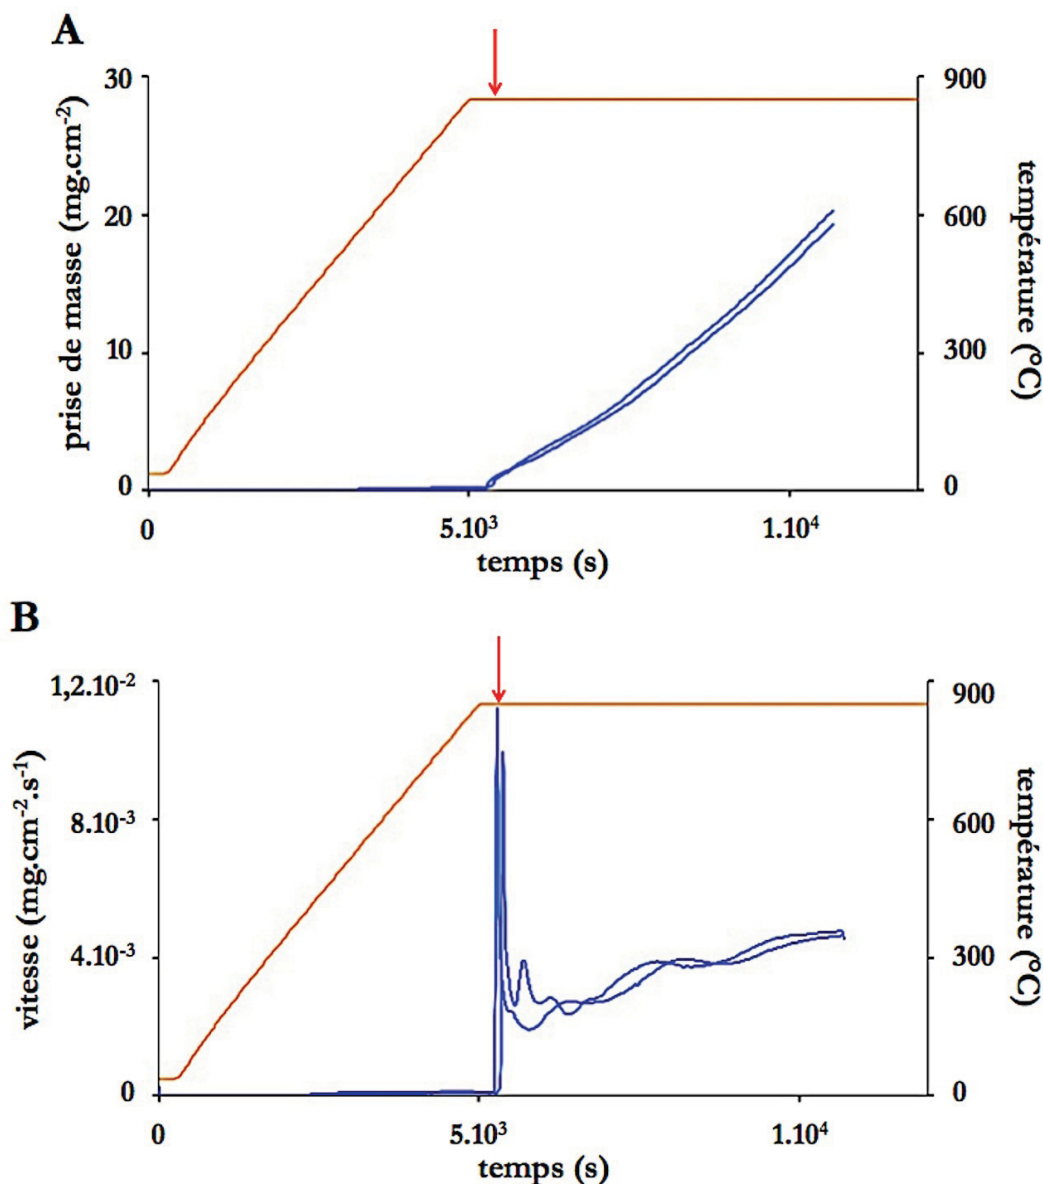 A
30
20
10
0
prise de masse (mg.cm-2)
0
5.10³
1.10⁴
temps (s)
900
600
300
0
température (°C)
B
1,2.10⁻²
8.10⁻³
4.10⁻³
0
vitesse (mg.cm⁻².s⁻¹)
0
5.10³
1.10⁴
temps (s)
900
600
300
0
température (°C)